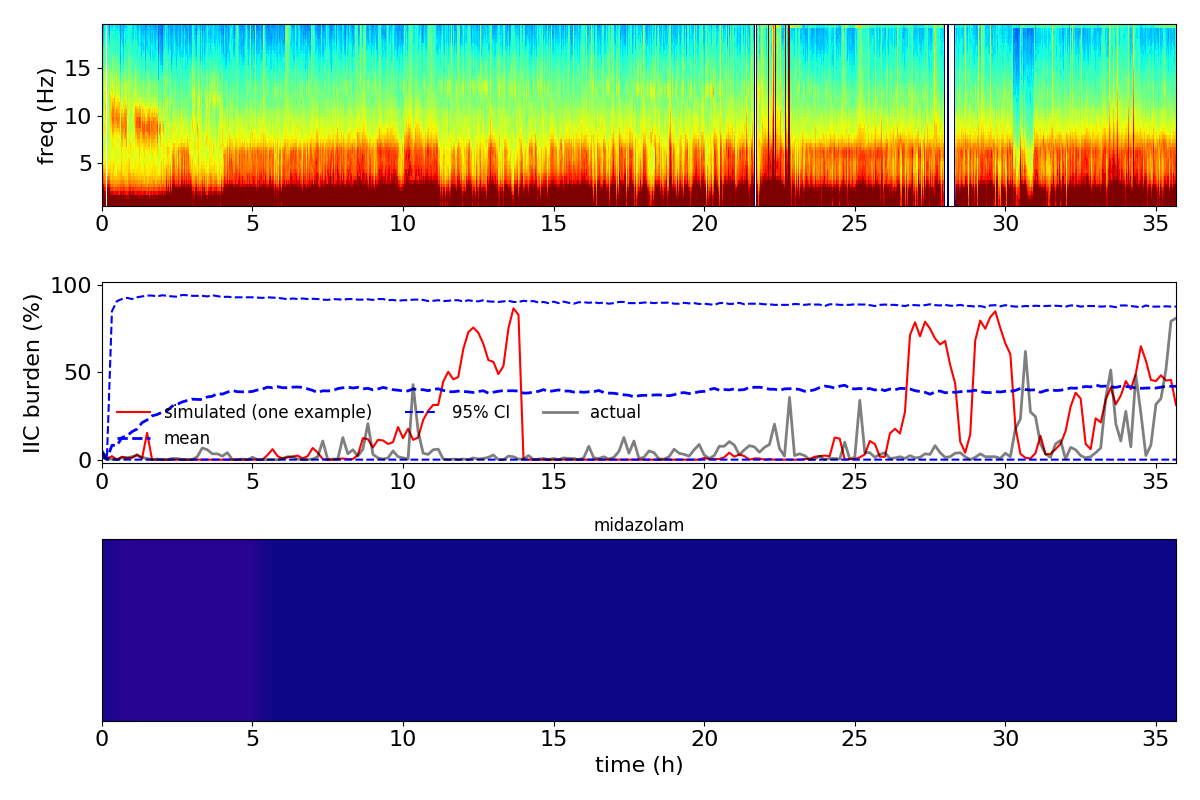 freq (Hz)
15
10
5
0 5 10 15 20 25 30 35
IIC burden (%)
100
50
0
simulated (one example) 95% CI actual
mean
0 5 10 15 20 25 30 35
midazolam
0 5 10 15 20 25 30 35
time (h)